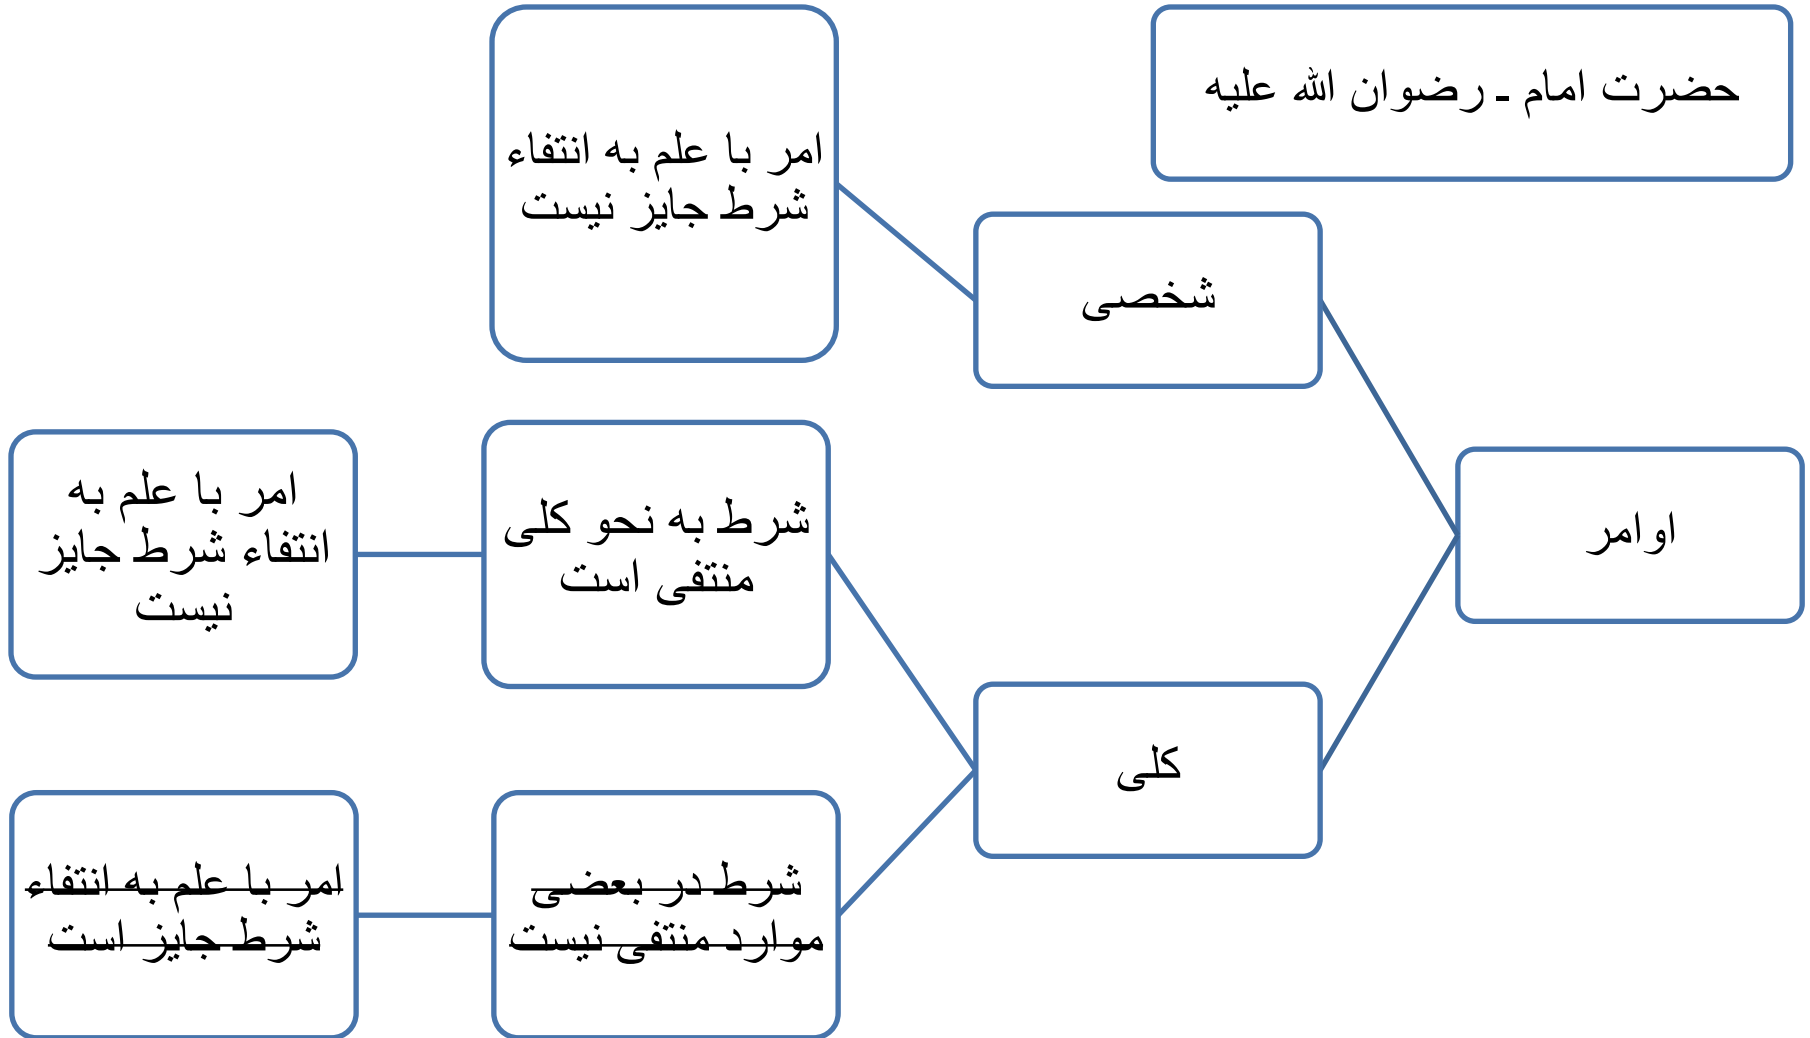 حضرت امام ـ رضوان الله علیه
اوامر
شخصی
امر با علم به انتفاء
شرط جایز نیست
کلی
شرط به نحو کلی
منتفی است
امر با علم به
انتفاء شرط جایز
نیست
شرط در بعضی
موارد منتفی نیست
امر با علم به انتفاء
شرط جایز است